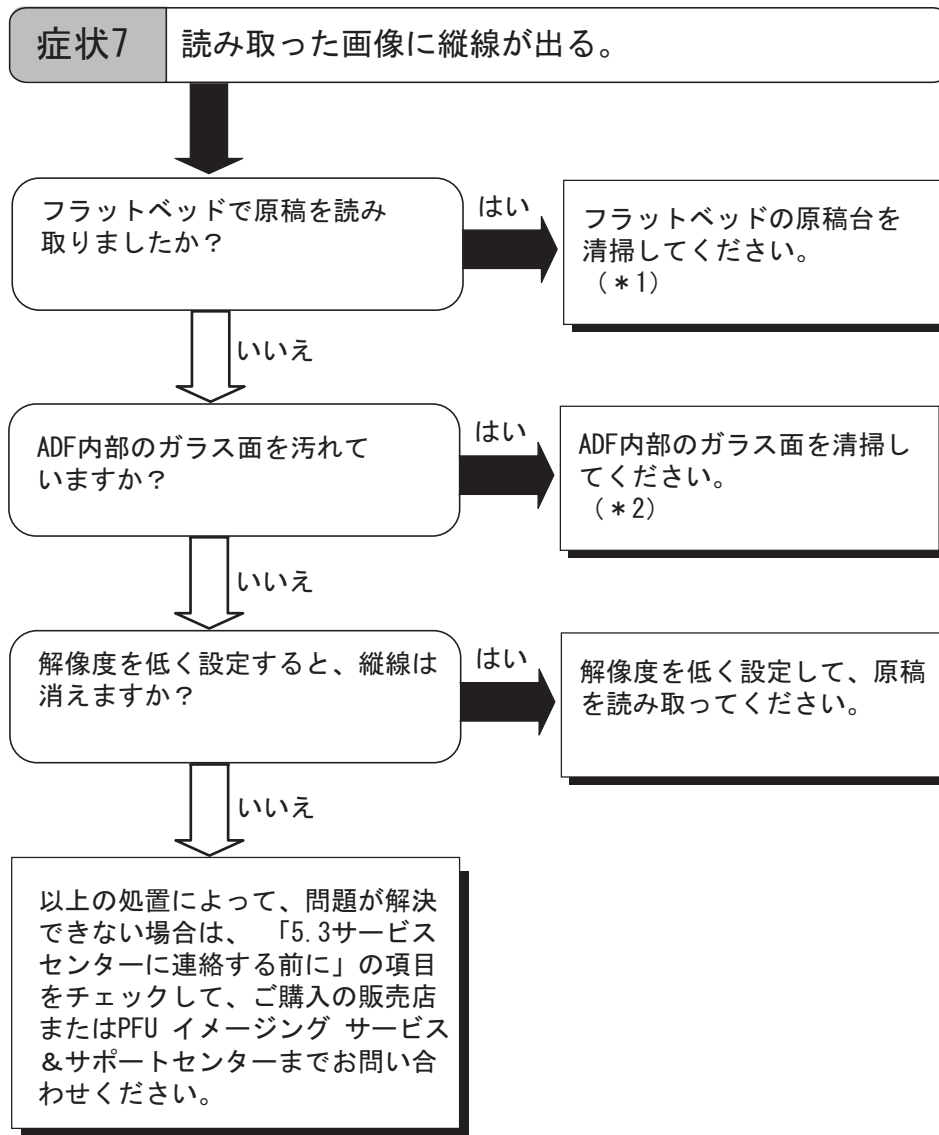 症状7
読み取った画像に縦線が出る。
フラットベッドで原稿を読み
取りましたか？
はい
フラットベッドの原稿台を
清掃してください。
（＊1）
いいえ
ADF内部のガラス面を汚れて
いますか？
はい
ADF内部のガラス面を清掃し
てください。
（＊2）
いいえ
解像度を低く設定すると、縦線は
消えますか？
はい
解像度を低く設定して、原稿
を読み取ってください。
いいえ
以上の処置によって、問題が解決
できない場合は、 「5.3サービス
センターに連絡する前に」の項目
をチェックして、ご購入の販売店
またはPFU イメージング サービス
＆サポートセンターまでお問い合
わせください。